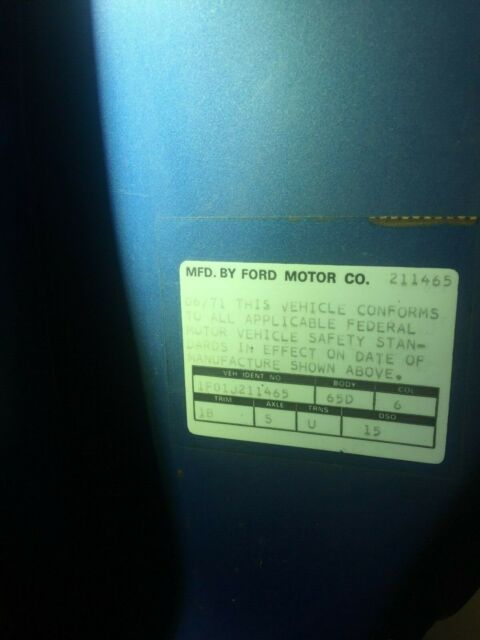 MFD. BY FORD MOTOR CO. 211465
06/71 THIS VEHICLE CONFORMS
TO ALL APPLICABLE FEDERAL
MOTOR VEHICLE SAFETY STAN-
DARDS IN EFFECT ON DATE OF
MANUFACTURE SHOWN ABOVE.
VEH IDENT NO BODY COL
1F01J211465 65D 6
TRIM AXLE TRNS DSO
1B 5 U 15